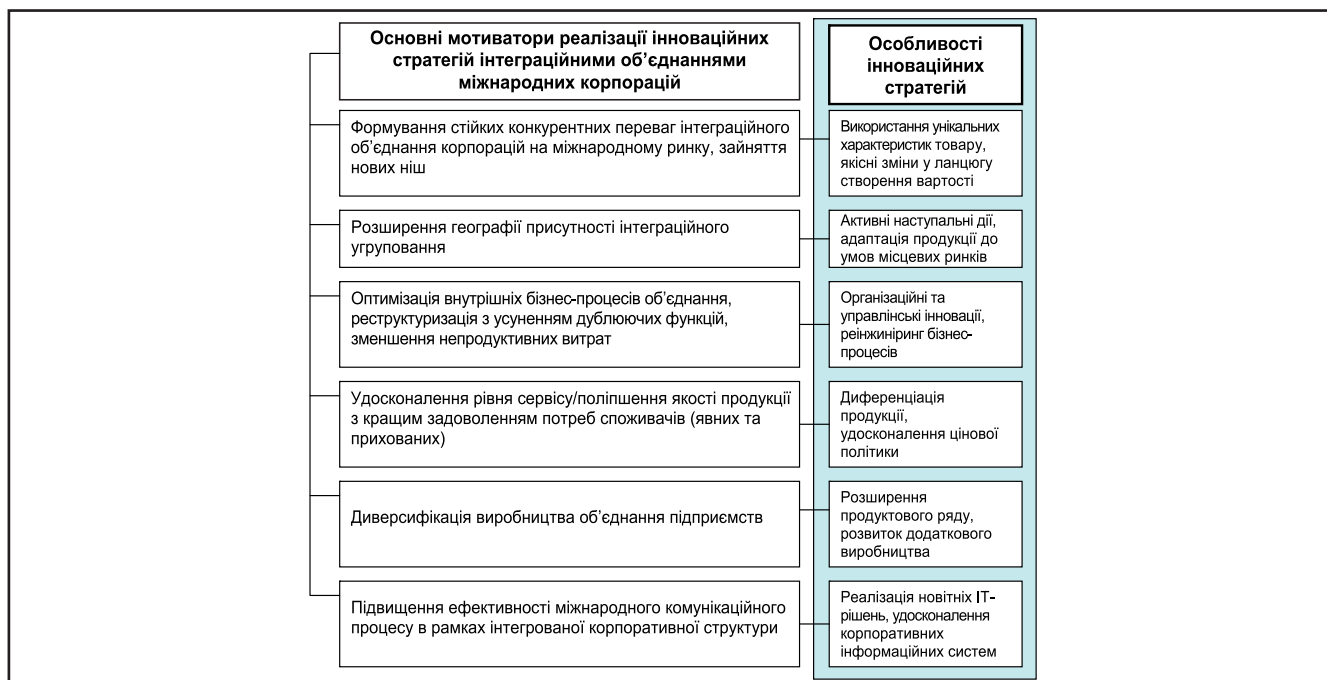 Основні мотиватори реалізації інноваційних
стратегій інтеграційними об’єднаннями
міжнародних корпорацій
Особливості
інноваційних
стратегій
Формування стійких конкурентних переваг інтеграційного
об’єднання корпорацій на міжнародному ринку, зайняття
нових ніш
Використання унікальних
характеристик товару,
якісні зміни у ланцюгу
створення вартості
Розширення географії присутності інтеграційного
угруповання
Активні наступальні дії,
адаптація продукції до
умов місцевих ринків
Оптимізація внутрішніх бізнес-процесів об’єднання,
реструктуризація з усуненням дублюючих функцій,
зменшення непродуктивних витрат
Організаційні та
управлінські інновації,
реінжиніринг бізнес-
процесів
Удосконалення рівня сервісу/поліпшення якості продукції
з кращим задоволенням потреб споживачів (явних та
прихованих)
Диференціація
продукції,
удосконалення цінової
політики
Диверсифікація виробництва об’єднання підприємств
Розширення
продуктового ряду,
розвиток додаткового
виробництва
Підвищення ефективності міжнародного комунікаційного
процесу в рамках інтегрованої корпоративної структури
Реалізація новітніх ІТ-
рішень, удосконалення
корпоративних
інформаційних систем